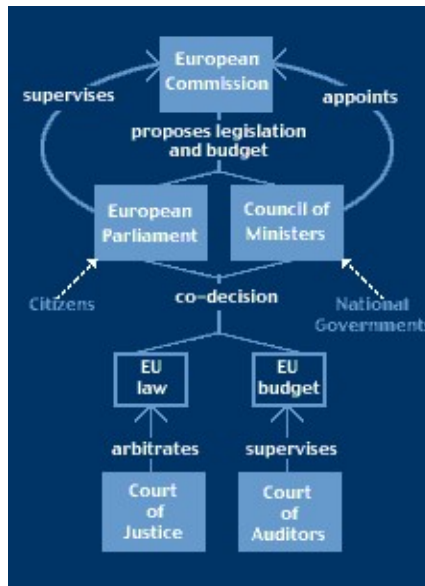 European
Commission
supervises
appoints
proposes legislation
and budget
European
Parliament
Council of
Ministers
Citizens
co-decision
National
Government
EU
law
EU
budget
arbitrates
supervises
Court
of
Justice
Court
of
Auditors